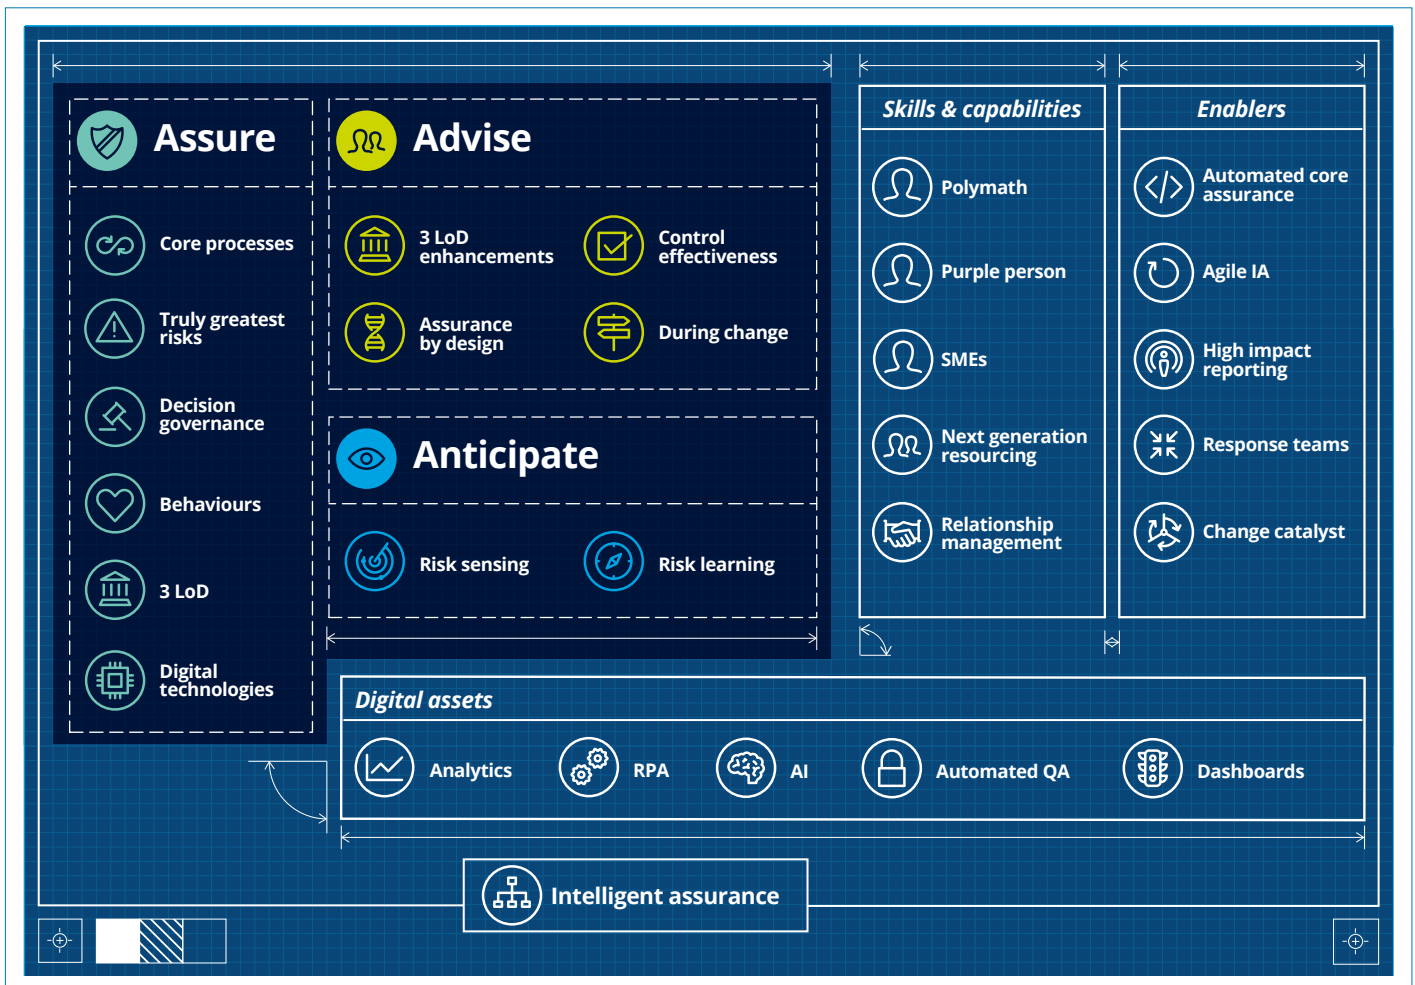 Assure
Core processes
Truly greatest
risks
Decision
governance
Behaviours
3 LoD
Digital
technologies
Advise
3 LoD
enhancements
Control
effectiveness
Assurance
by design
During change
Anticipate
Risk sensing
Risk learning
Skills & capabilities
Polymath
Purple person
SMEs
Next generation
resourcing
Relationship
management
Enablers
Automated core
assurance
Agile IA
High impact
reporting
Response teams
Change catalyst
Digital assets
Analytics
RPA
AI
Automated QA
Dashboards
Intelligent assurance